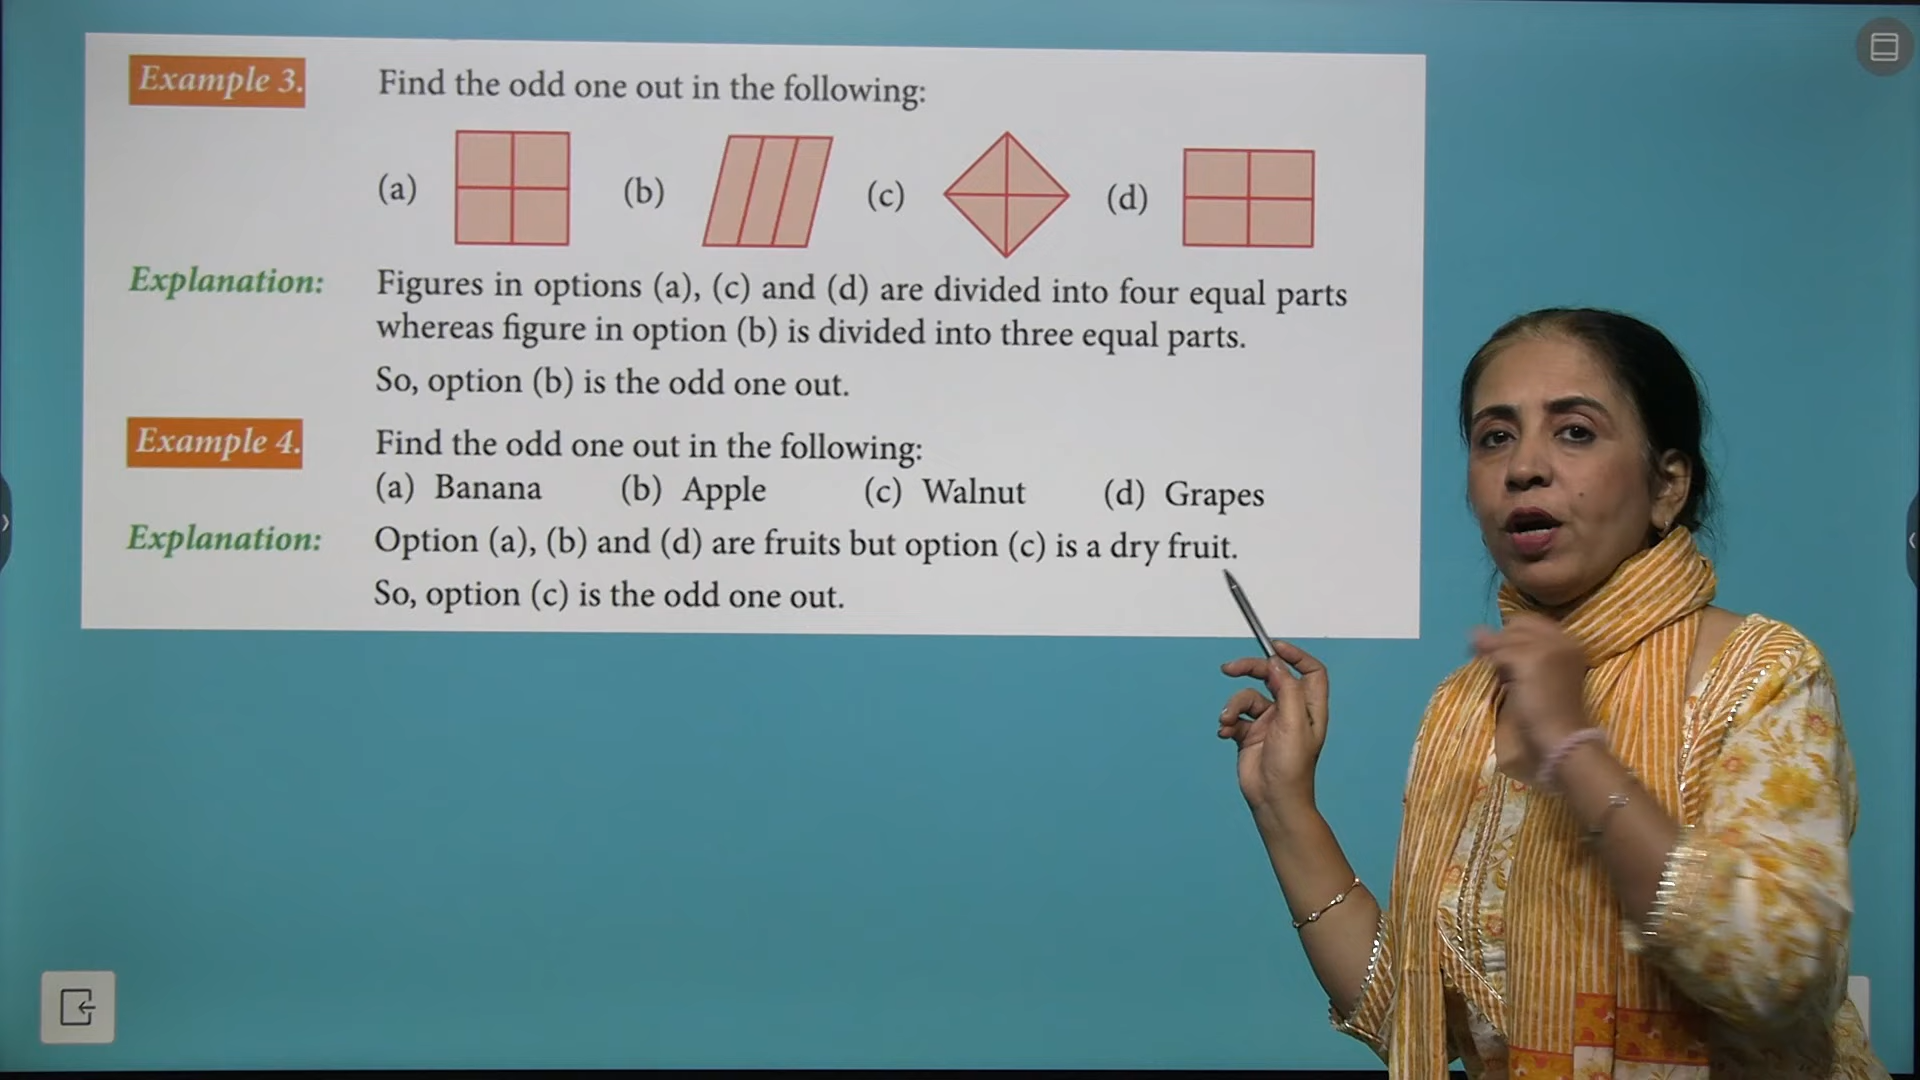 Example 3. Find the odd one out in the following:
(a) (b) (c) (d)
Explanation: Figures in options (a), (c) and (d) are divided into four equal parts
whereas figure in option (b) is divided into three equal parts.
So, option (b) is the odd one out.
Example 4. Find the odd one out in the following:
(a) Banana (b) Apple (c) Walnut (d) Grapes
Explanation: Option (a), (b) and (d) are fruits but option (c) is a dry fruit.
So, option (c) is the odd one out.